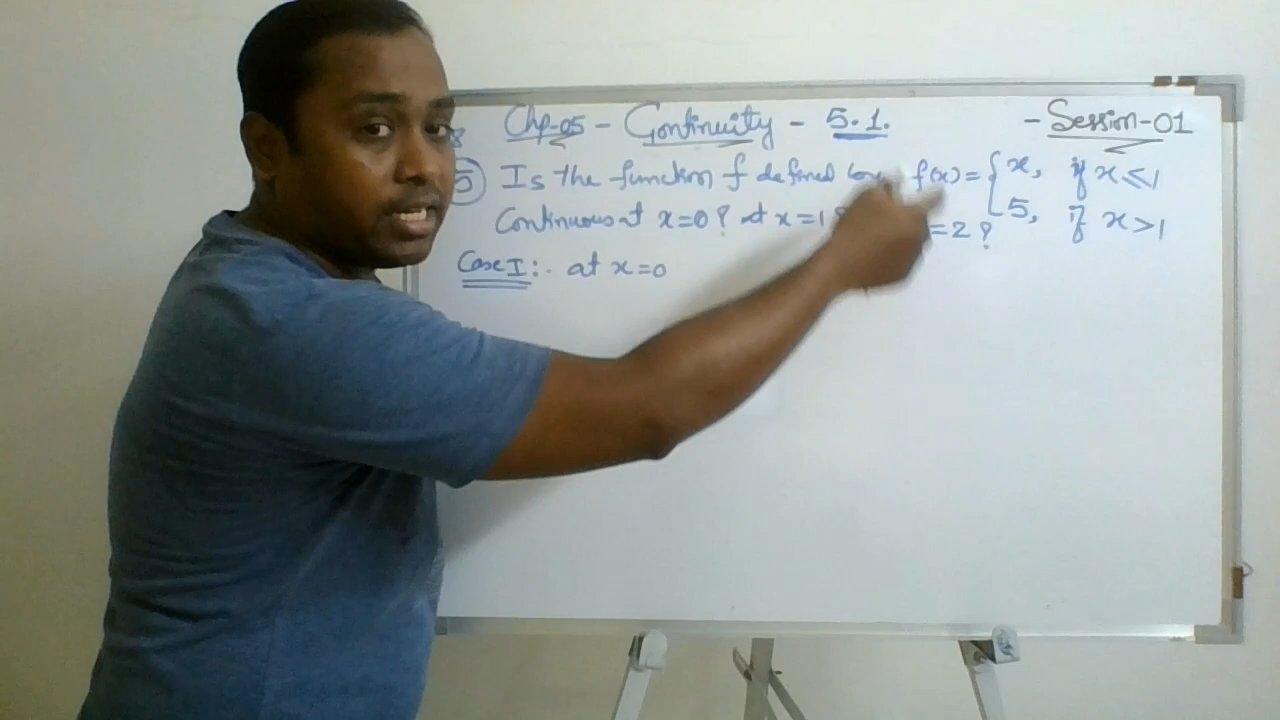 Chp-05 - Continuity - 5.1. - Session-01
5) Is the function f defined by f(x) = { x, if x ⩽ 1
5, if x > 1
Continuous at x=0 ? at x=1 ? =2 ?
Case I :. at x=0